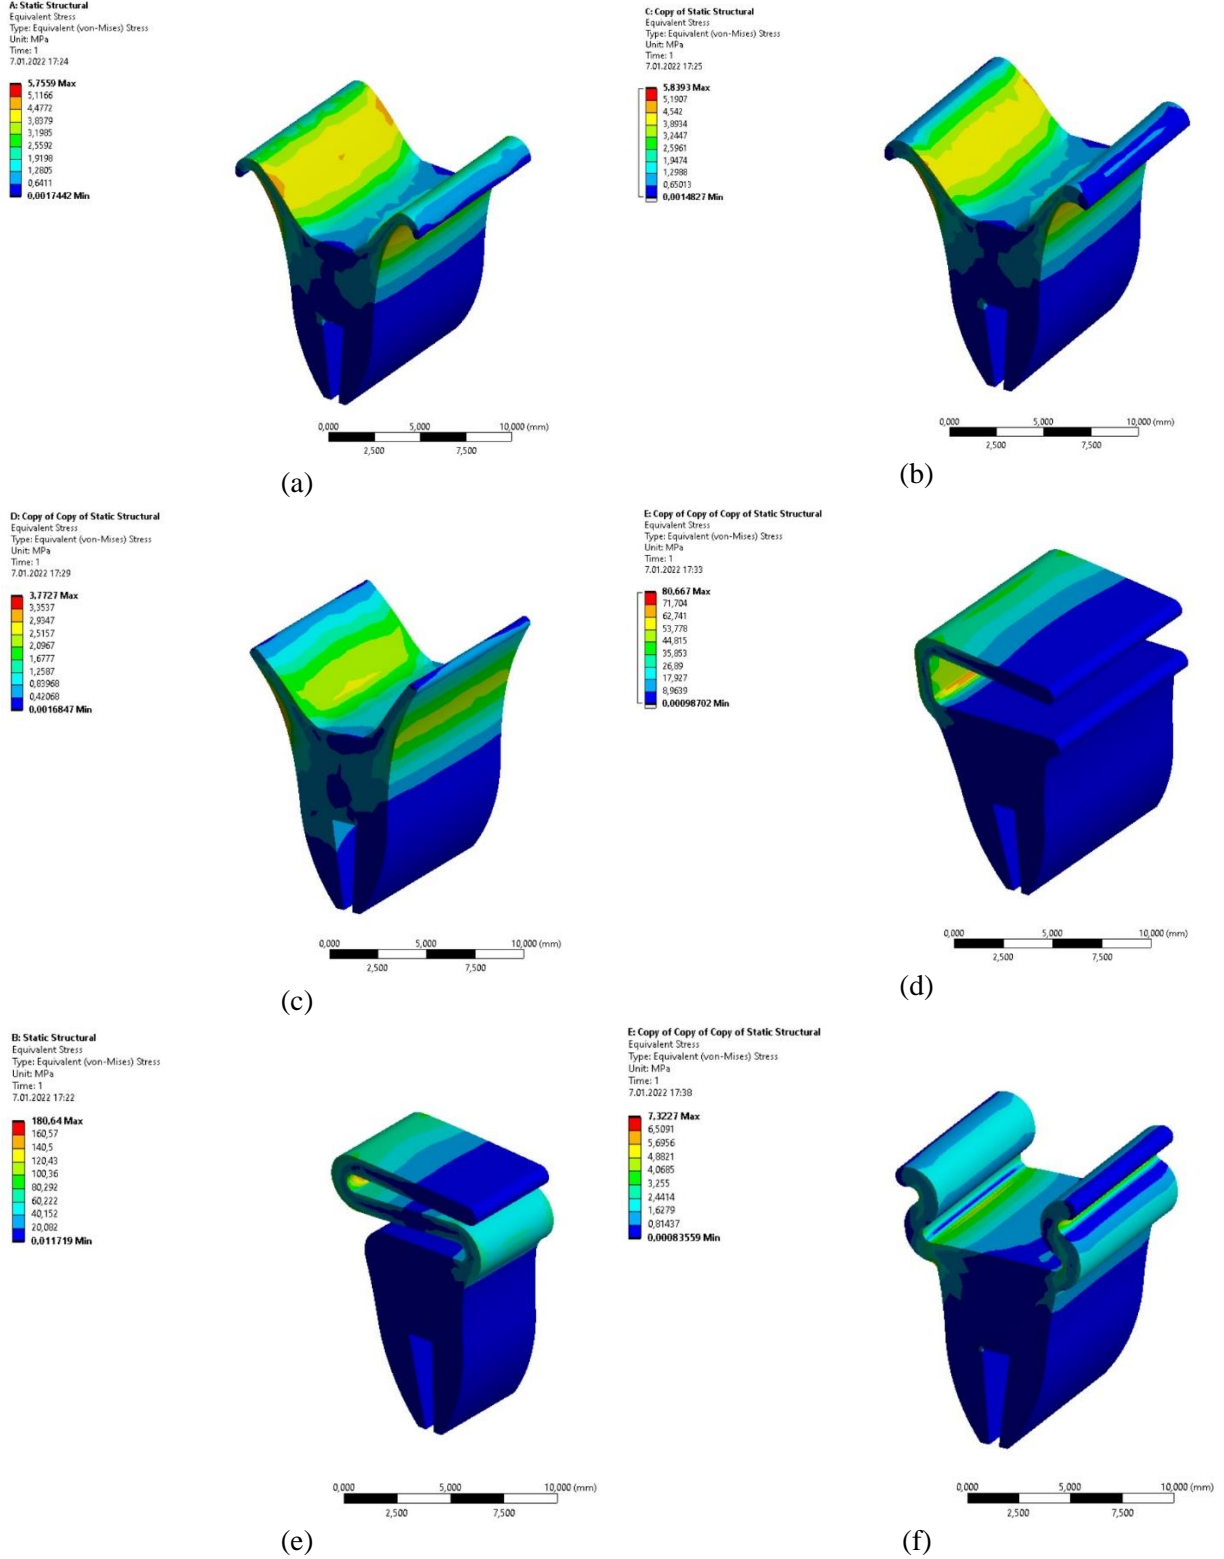 A: Static Structural
Equivalent Stress
Type: Equivalent (von-Mises) Stress
Unit: MPa
Time: 1
7.01.2022 17:24
5,7559 Max
5,1166
4,4772
3,8379
3,1985
2,5592
1,9198
1,2805
0,6411
0,0017442 Min
0,000 5,000 10,000 (mm)
2,500 7,500
(a)
C: Copy of Static Structural
Equivalent Stress
Type: Equivalent (von-Mises) Stress
Unit: MPa
Time: 1
7.01.2022 17:25
5,8393 Max
5,1907
4,542
3,8934
3,2447
2,5961
1,9474
1,2988
0,65013
0,0014827 Min
0,000 5,000 10,000 (mm)
2,500 7,500
(b)
D: Copy of Copy of Static Structural
Equivalent Stress
Type: Equivalent (von-Mises) Stress
Unit: MPa
Time: 1
7.01.2022 17:29
3,7727 Max
3,3537
2,9347
2,5157
2,0967
1,6777
1,2587
0,83968
0,42068
0,0016847 Min
0,000 5,000 10,000 (mm)
2,500 7,500
(c)
E: Copy of Copy of Copy of Static Structural
Equivalent Stress
Type: Equivalent (von-Mises) Stress
Unit: MPa
Time: 1
7.01.2022 17:33
80,667 Max
71,704
62,741
53,778
44,815
35,853
26,89
17,927
8,9639
0,00098702 Min
0,000 5,000 10,000 (mm)
2,500 7,500
(d)
B: Static Structural
Equivalent Stress
Type: Equivalent (von-Mises) Stress
Unit: MPa
Time: 1
7.01.2022 17:22
180,64 Max
160,57
140,5
120,43
100,36
80,292
60,222
40,152
20,082
0,011719 Min
0,000 5,000 10,000 (mm)
2,500 7,500
(e)
E: Copy of Copy of Copy of Static Structural
Equivalent Stress
Type: Equivalent (von-Mises) Stress
Unit: MPa
Time: 1
7.01.2022 17:38
7,3227 Max
6,5091
5,6956
4,8821
4,0685
3,255
2,4414
1,6279
0,81437
0,00083559 Min
0,000 5,000 10,000 (mm)
2,500 7,500
(f)